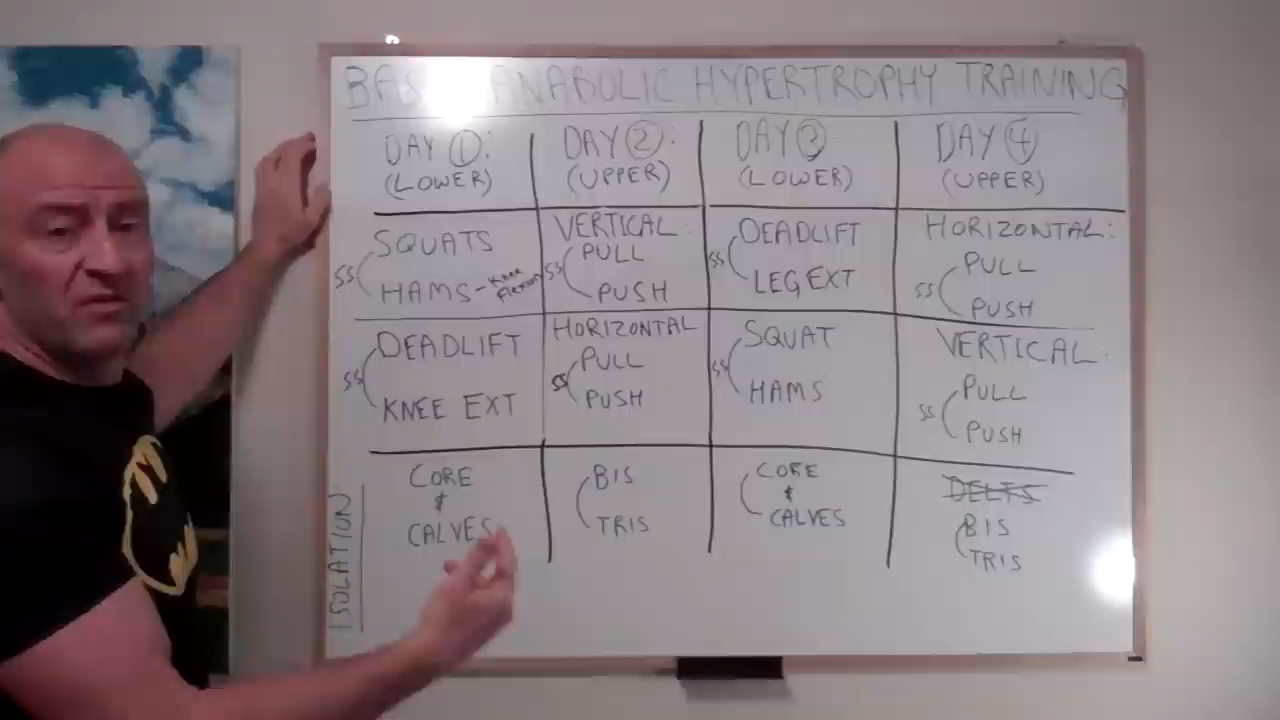 ANABOLIC HYPERTROPHY TRAINING
DAY 1:
(LOWER)
SQUATS
SS
HAMS - Knee Flexion
DEADLIFT
SS
KNEE EXT
CORE
&
CALVES
DAY 2:
(UPPER)
VERTICAL:
PULL
SS
PUSH
HORIZONTAL
PULL
SS
PUSH
BIS
TRIS
DAY 3
(LOWER)
DEADLIFT
SS
LEG EXT
SQUAT
SS
HAMS
CORE
&
CALVES
DAY 4
(UPPER)
HORIZONTAL:
PULL
SS
PUSH
VERTICAL:
PULL
SS
PUSH
DELTS
BIS
TRIS
ISOLATION